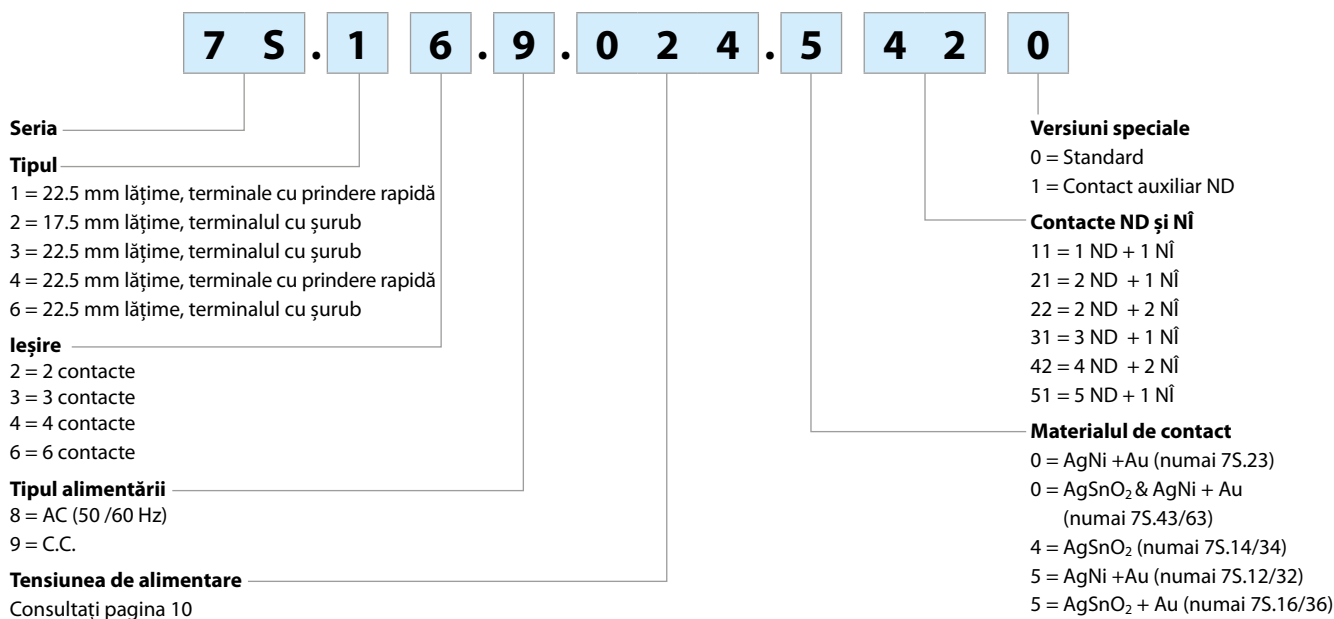 7 S . 1 6 . 9 . 0 2 4 . 5 4 2 0
Seria
Tipul
1 = 22.5 mm lățime, terminale cu prindere rapidă
2 = 17.5 mm lățime, terminalul cu șurub
3 = 22.5 mm lățime, terminalul cu șurub
4 = 22.5 mm lățime, terminale cu prindere rapidă
6 = 22.5 mm lățime, terminalul cu șurub
Ieșire
2 = 2 contacte
3 = 3 contacte
4 = 4 contacte
6 = 6 contacte
Tipul alimentării
8 = AC (50 /60 Hz)
9 = C.C.
Tensiunea de alimentare
Consultați pagina 10
Versiuni speciale
0 = Standard
1 = Contact auxiliar ND
Contacte ND și NÎ
11 = 1 ND + 1 NÎ
21 = 2 ND + 1 NÎ
22 = 2 ND + 2 NÎ
31 = 3 ND + 1 NÎ
42 = 4 ND + 2 NÎ
51 = 5 ND + 1 NÎ
Materialul de contact
0 = AgNi +Au (numai 7S.23)
0 = AgSnO₂ & AgNi + Au
(numai 7S.43/63)
4 = AgSnO₂ (numai 7S.14/34)
5 = AgNi +Au (numai 7S.12/32)
5 = AgSnO₂ + Au (numai 7S.16/36)